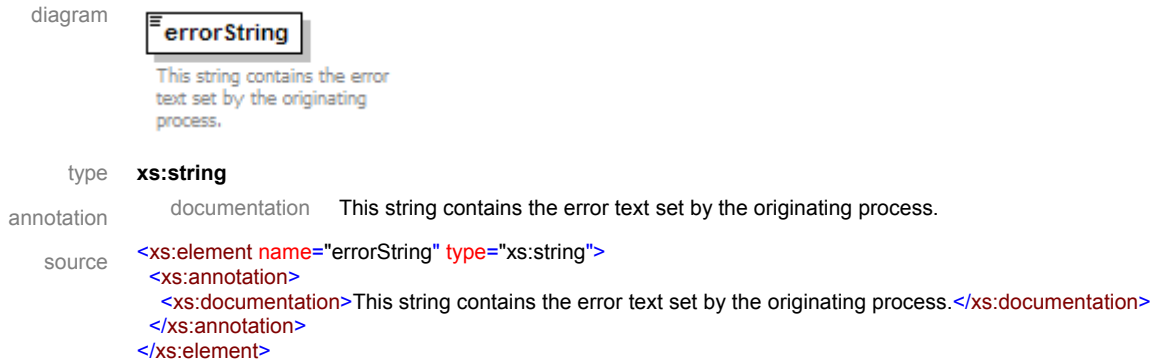 diagram
errorString
This string contains the error
text set by the originating
process.
type xs:string
annotation documentation This string contains the error text set by the originating process.
source <xs:element name="errorString" type="xs:string">
<xs:annotation>
<xs:documentation>This string contains the error text set by the originating process.</xs:documentation>
</xs:annotation>
</xs:element>